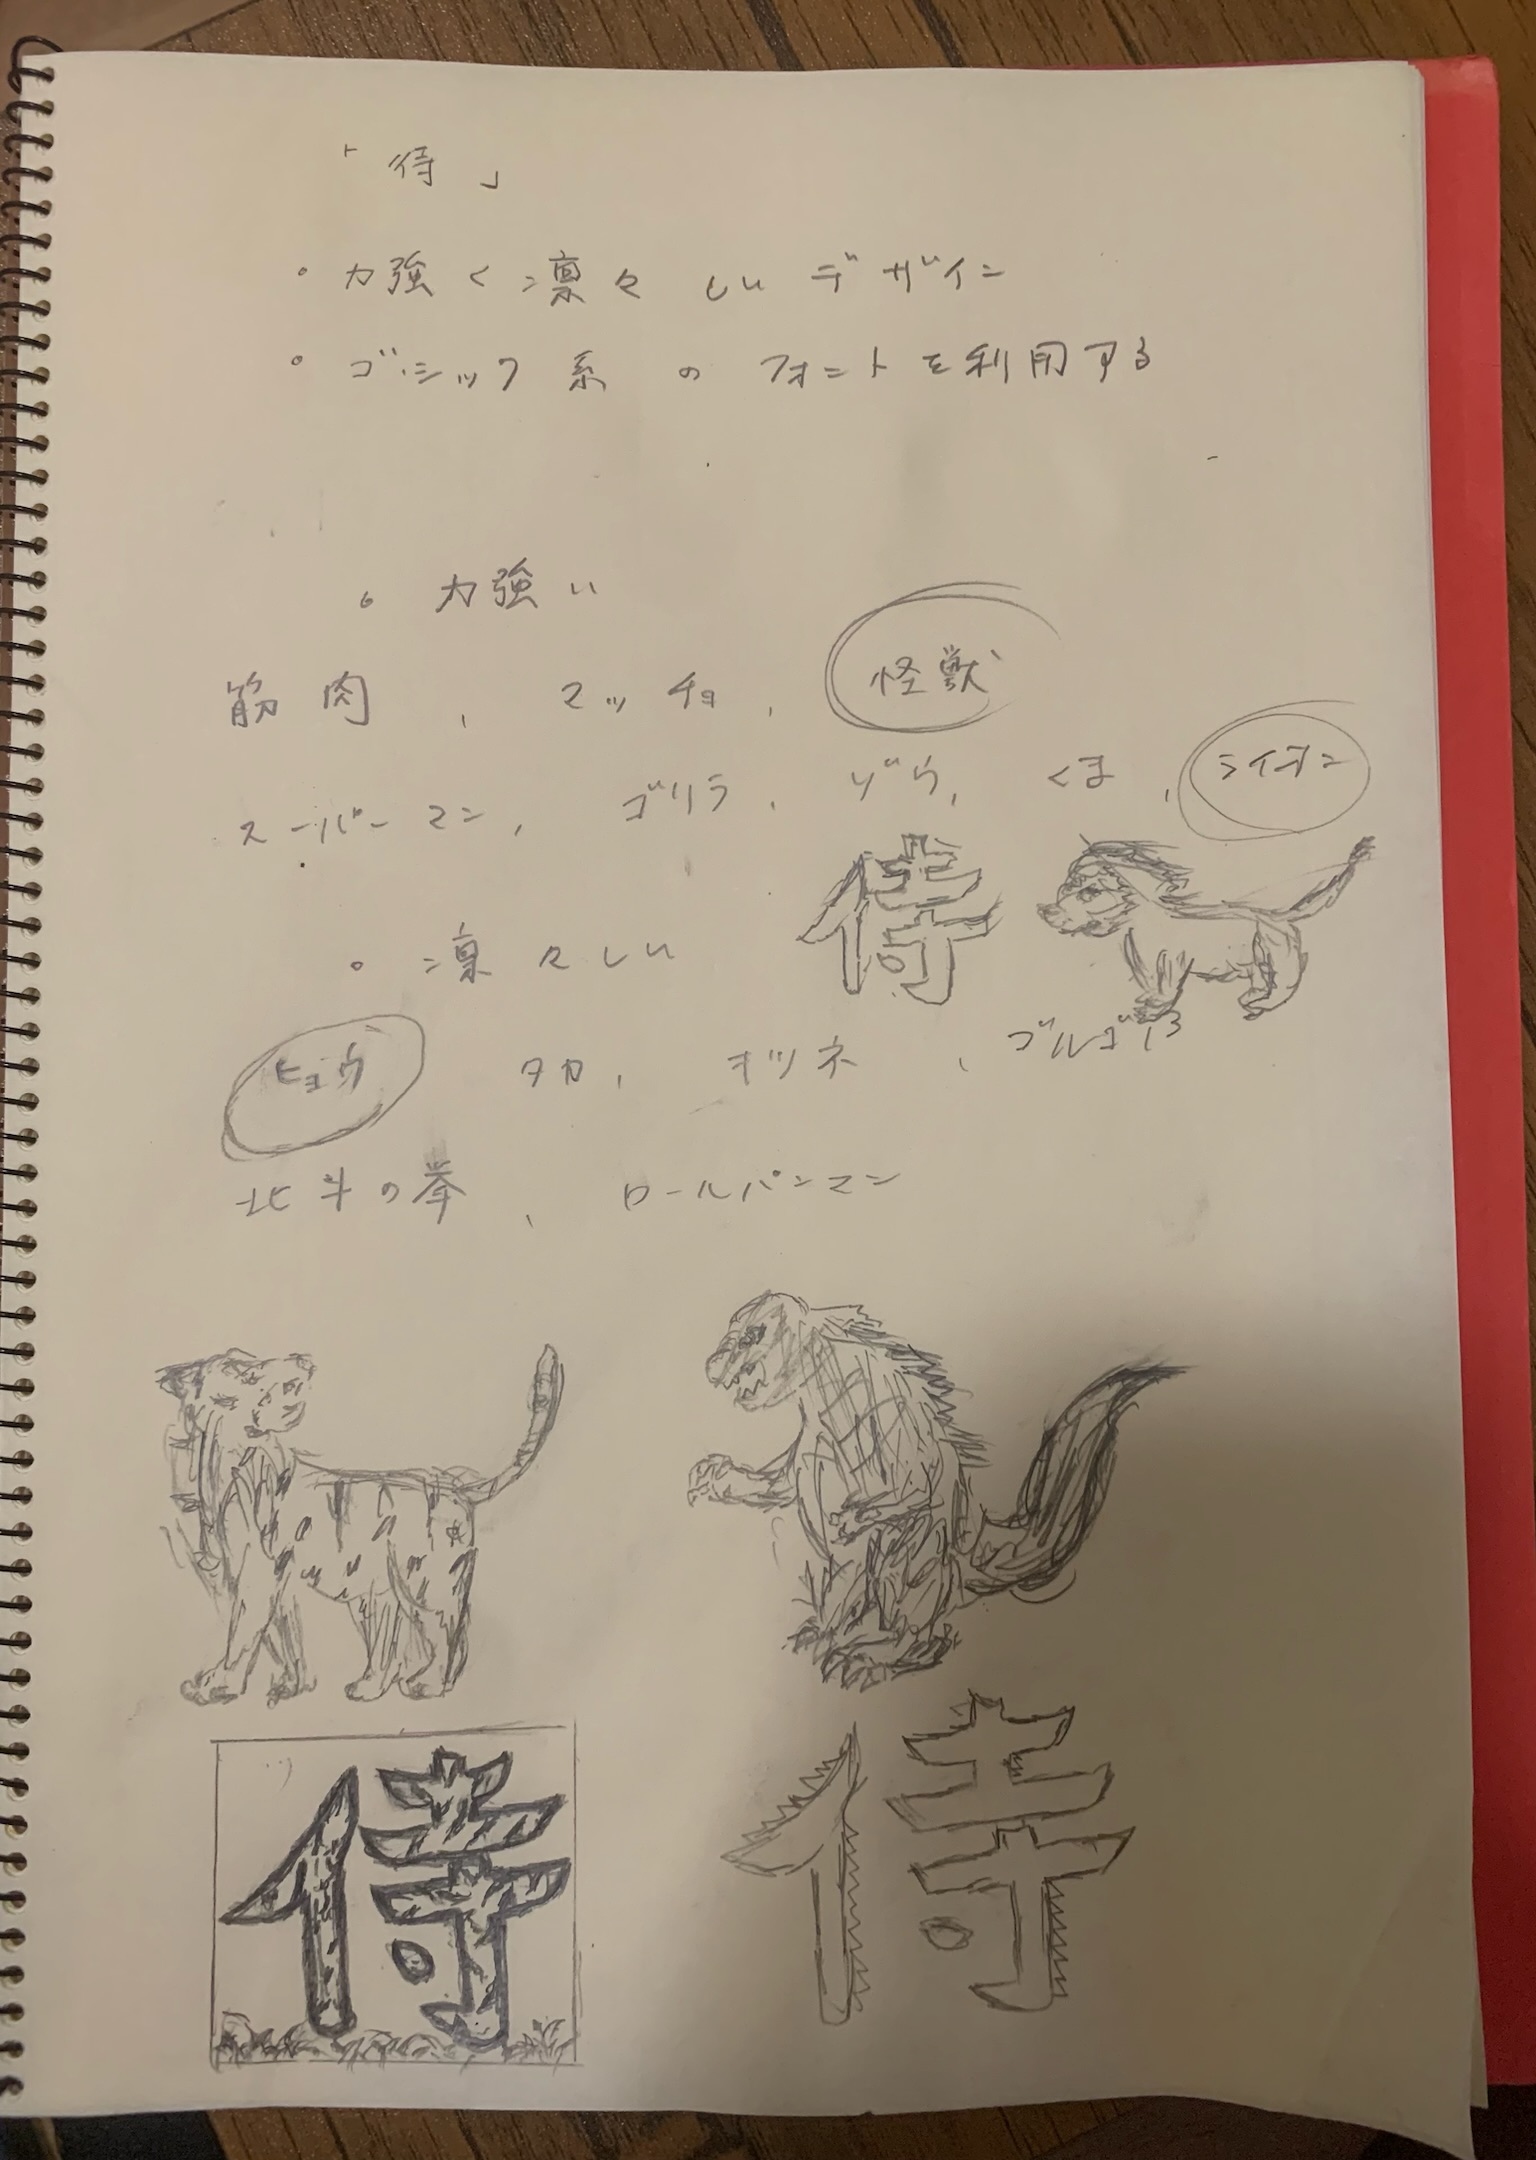 「待」
・力強く凛々しいデザイン
・ゴシック系のフォントを利用する
・力強い
筋肉、マッチョ、怪獣
スーパーマン、ゴリラ、ゾウ、くま、ライオン
侍
・凛々しい
ヒョウ タカ、キツネ、ゴルゴ13
北斗の拳、ロールパンマン
侍 侍